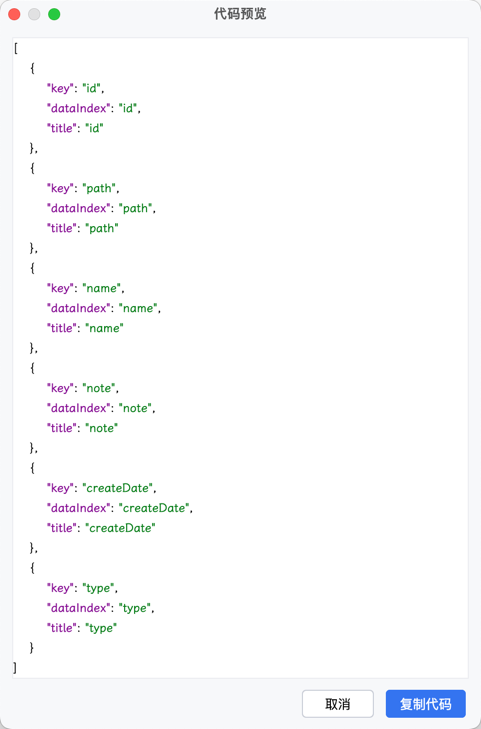 代码预览
[
{
"key": "id",
"dataIndex": "id",
"title": "id"
},
{
"key": "path",
"dataIndex": "path",
"title": "path"
},
{
"key": "name",
"dataIndex": "name",
"title": "name"
},
{
"key": "note",
"dataIndex": "note",
"title": "note"
},
{
"key": "createDate",
"dataIndex": "createDate",
"title": "createDate"
},
{
"key": "type",
"dataIndex": "type",
"title": "type"
}
]
取消 复制代码